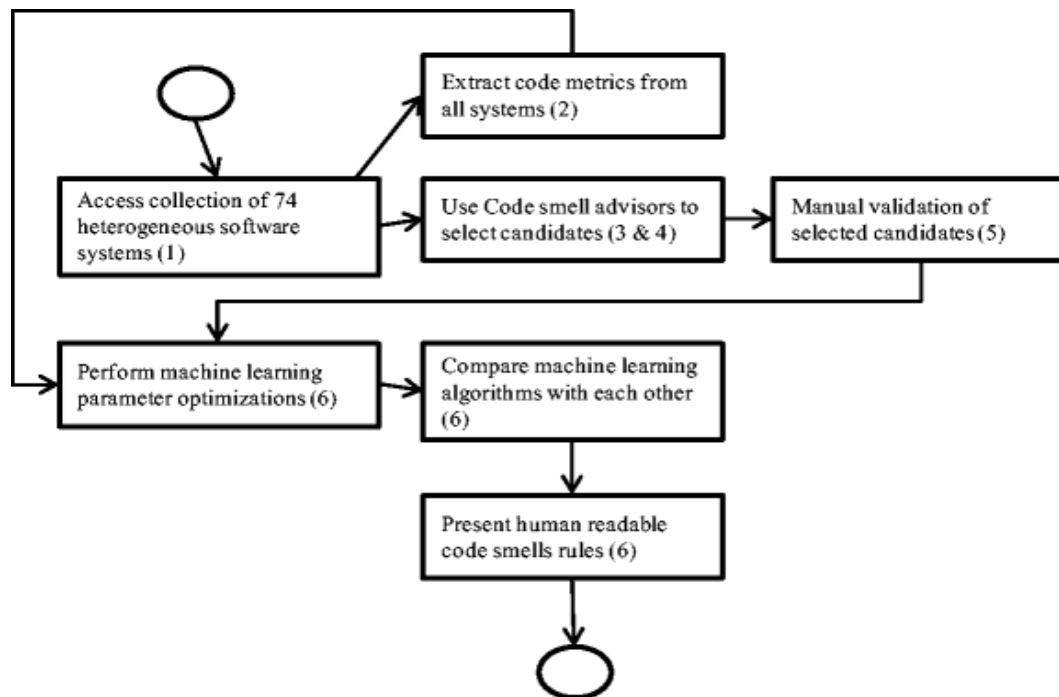 Extract code metrics from
all systems (2)
Access collection of 74
heterogeneous software
systems (1)
Use Code smell advisors to
select candidates (3 & 4)
Manual validation of
selected candidates (5)
Perform machine learning
parameter optimizations (6)
Compare machine learning
algorithms with each other
(6)
Present human readable
code smells rules (6)